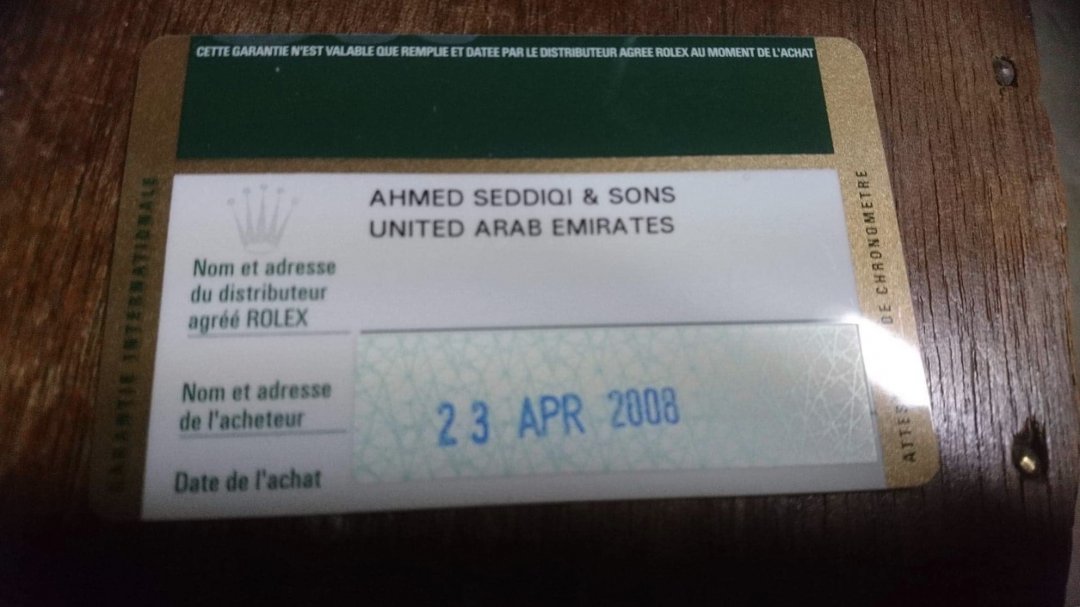 CETTE GARANTIE N'EST VALABLE QUE REMPLIE ET DATEE PAR LE DISTRIBUTEUR AGREE ROLEX AU MOMENT DE L'ACHAT
GARANTIE INTERNATIONALE
AHMED SEDDIQI & SONS
UNITED ARAB EMIRATES
Nom et adresse
du distributeur
agréé ROLEX
Nom et adresse
de l'acheteur
23 APR 2008
Date de l'achat
DE CHRONOMETRE